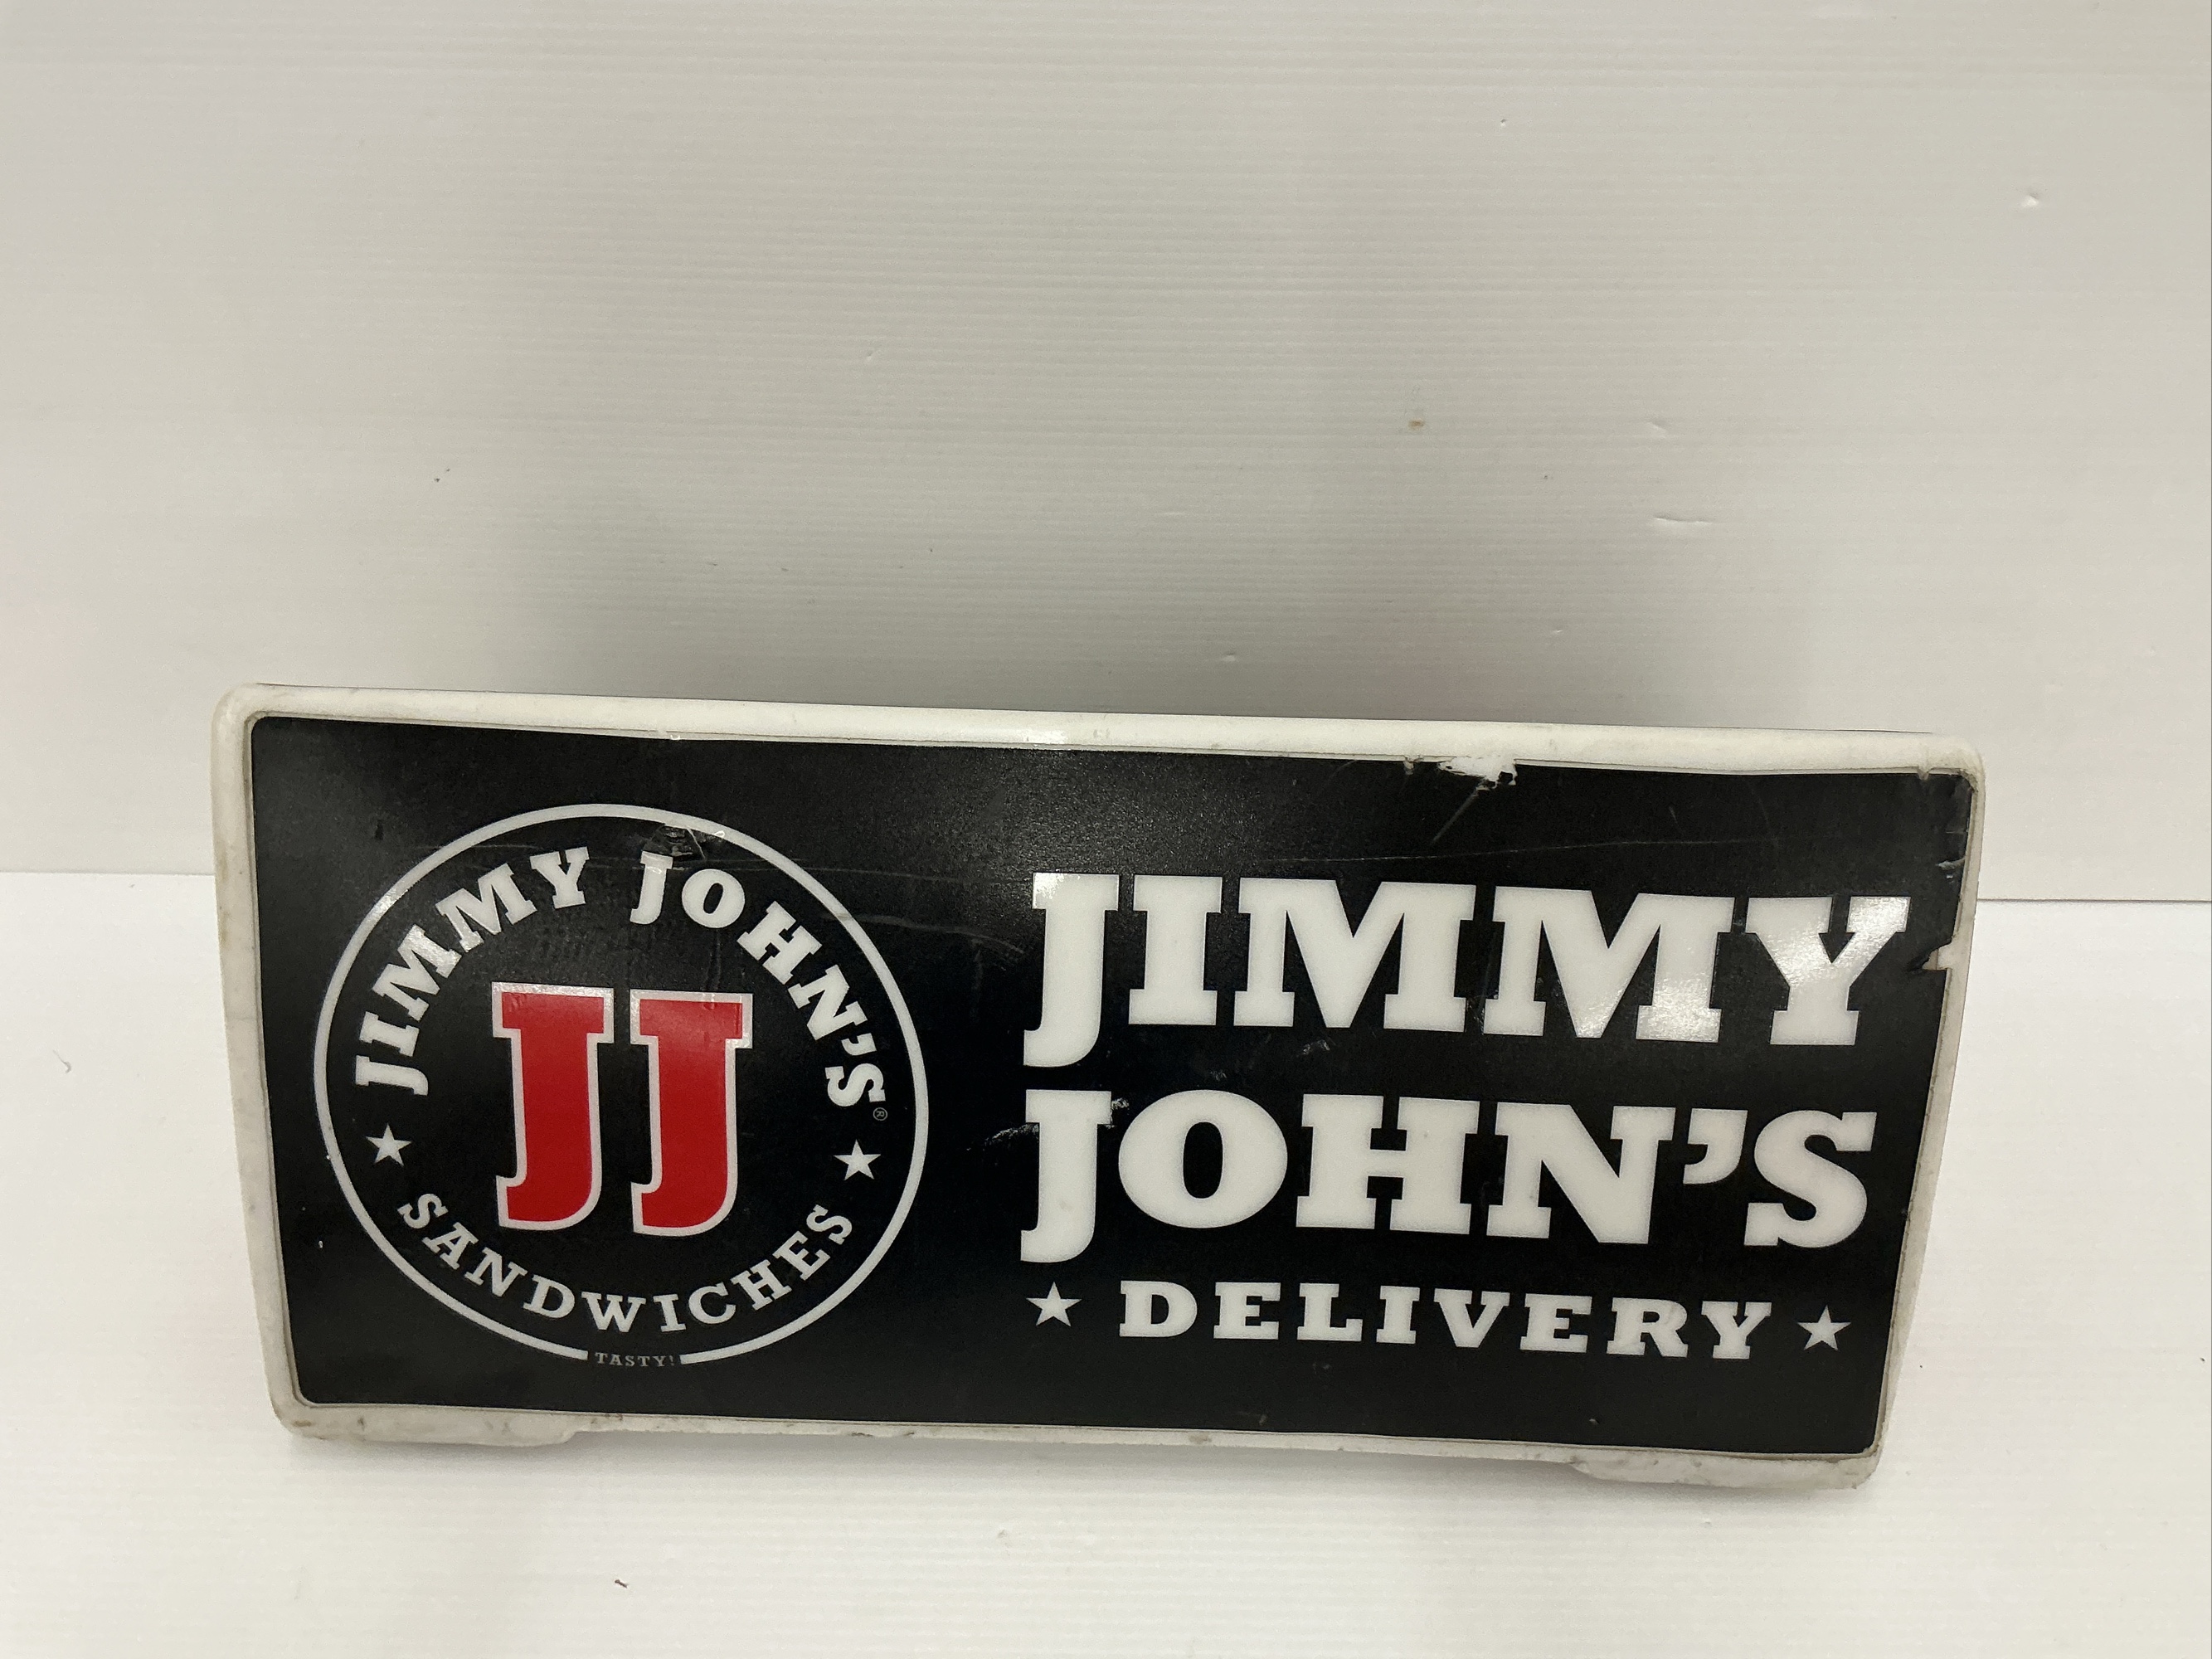 JIMMY JOHN'S®
JJ
★ SANDWICHES ★
TASTY!
JIMMY
JOHN'S
★ DELIVERY ★